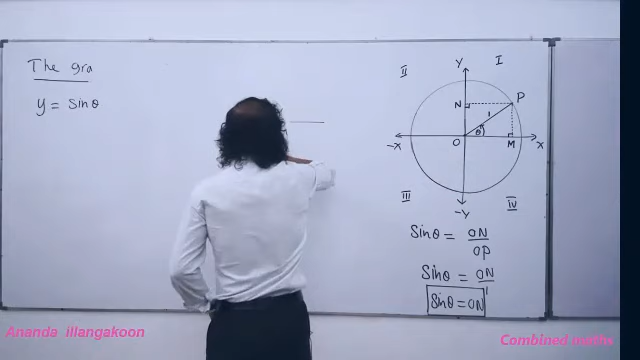 The gra
y = sinθ
II
I
Y
N
P
1
θ
-X
O
M
X
III
IV
-Y
Sinθ = ON
OP
Sinθ = ON
1
Sinθ = ON
Ananda illangakoon
Combined maths